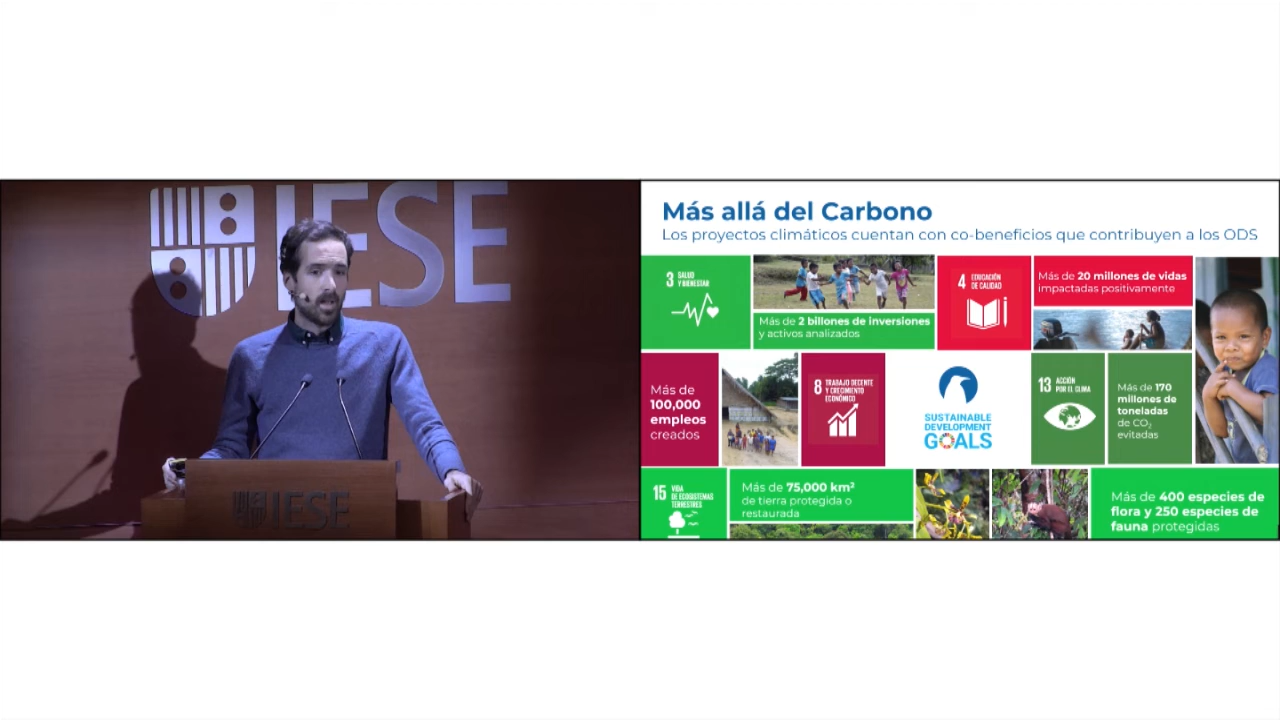 IESE
IESE
Más allá del Carbono
Los proyectos climáticos cuentan con co-beneficios que contribuyen a los ODS
3 SALUD
Y BIENESTAR
Más de 2 billones de inversiones
y activos analizados
4 EDUCACIÓN
DE CALIDAD
Más de 20 millones de vidas
impactadas positivamente
Más de
100,000
empleos
creados
8 TRABAJO DECENTE
Y CRECIMIENTO
ECONÓMICO
SUSTAINABLE
DEVELOPMENT
GOALS
13 ACCIÓN
POR EL CLIMA
Más de 170
millones de
toneladas
de CO₂
evitadas
15 VIDA
DE ECOSISTEMAS
TERRESTRES
Más de 75,000 km²
de tierra protegida o
restaurada
Más de 400 especies de
flora y 250 especies de
fauna protegidas